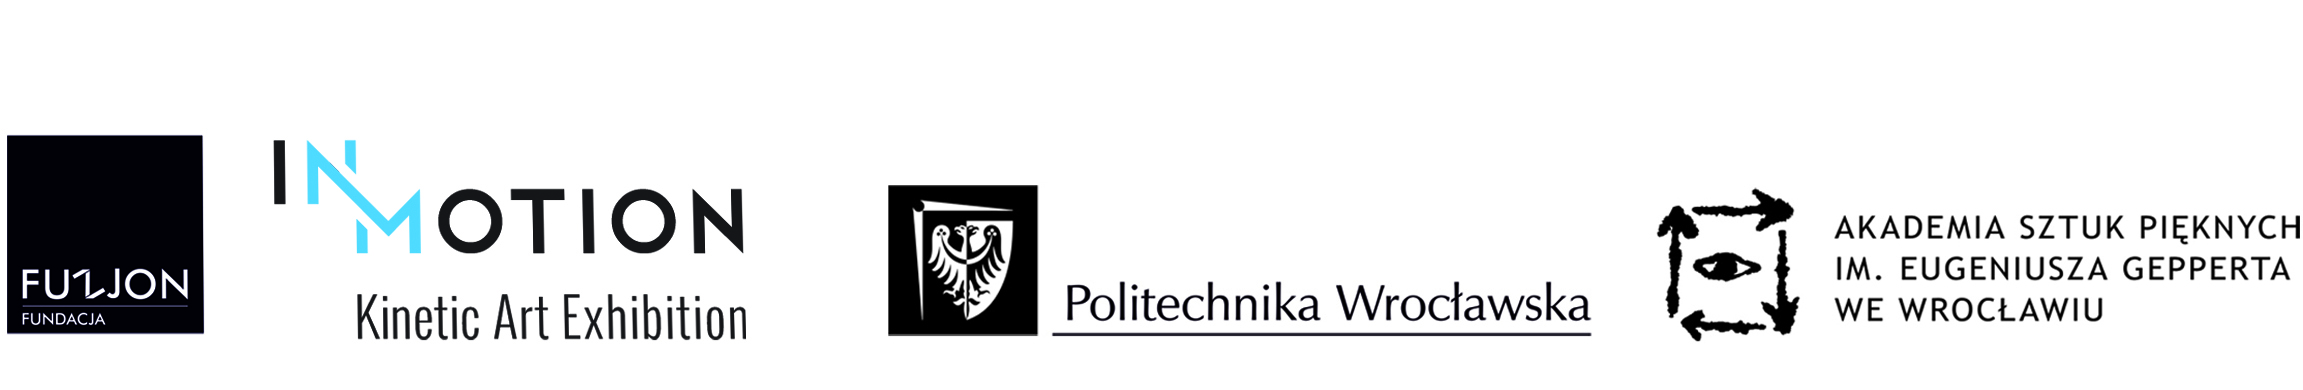 FUZJON
FUNDACJA
IN
MOTION
Kinetic Art Exhibition
Politechnika Wrocławska
AKADEMIA SZTUK PIĘKNYCH
IM. EUGENIUSZA GEPPERTA
WE WROCŁAWIU